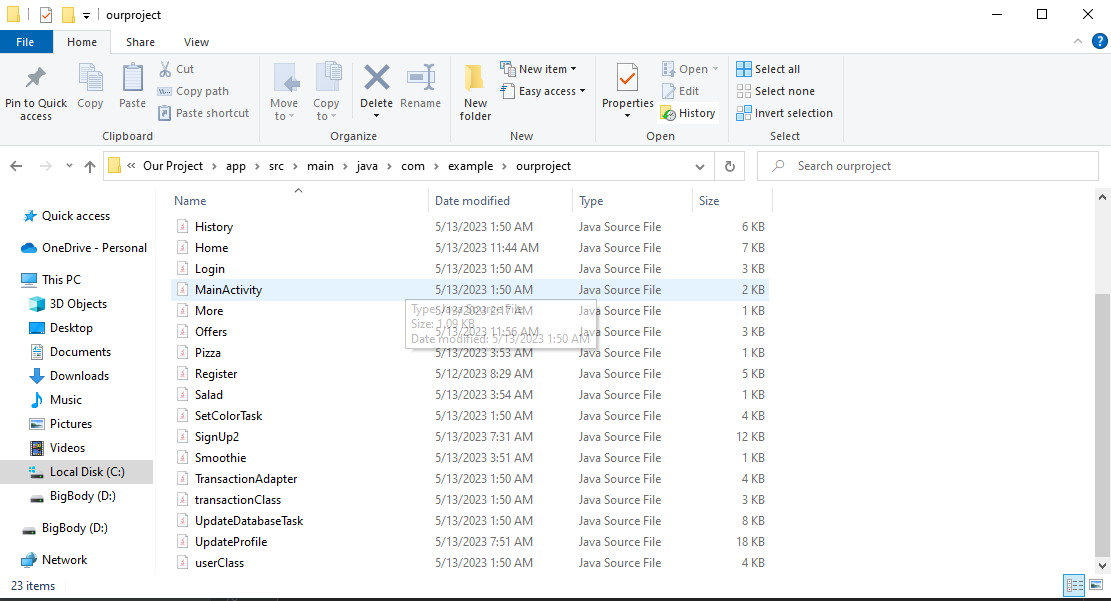 ourproject
File Home Share View
Pin to Quick access
Copy
Paste
Cut
Copy path
Paste shortcut
Clipboard
Move to
Copy to
Delete
Rename
Organize
New folder
New item
Easy access
New
Properties
Open
Edit
History
Open
Select all
Select none
Invert selection
Select
« Our Project › app › src › main › java › com › example › ourproject
Search ourproject
Quick access
OneDrive - Personal
This PC
3D Objects
Desktop
Documents
Downloads
Music
Pictures
Videos
Local Disk (C:)
BigBody (D:)
BigBody (D:)
Network
Name Date modified Type Size
History 5/13/2023 1:50 AM Java Source File 6 KB
Home 5/13/2023 11:44 AM Java Source File 7 KB
Login 5/13/2023 1:50 AM Java Source File 3 KB
MainActivity 5/13/2023 1:50 AM Java Source File 2 KB
More 5/13/2023 2:17 AM Java Source File 1 KB
Type: Java Source File
Offers 5/13/2023 11:56 AM Java Source File 3 KB
Size: 1.09 KB
Date modified: 5/13/2023 1:50 AM
Pizza 5/13/2023 3:53 AM Java Source File 1 KB
Register 5/12/2023 8:29 AM Java Source File 5 KB
Salad 5/13/2023 3:54 AM Java Source File 1 KB
SetColorTask 5/13/2023 1:50 AM Java Source File 4 KB
SignUp2 5/13/2023 7:31 AM Java Source File 12 KB
Smoothie 5/13/2023 3:51 AM Java Source File 1 KB
TransactionAdapter 5/13/2023 1:50 AM Java Source File 4 KB
transactionClass 5/13/2023 1:50 AM Java Source File 3 KB
UpdateDatabaseTask 5/13/2023 1:50 AM Java Source File 8 KB
UpdateProfile 5/13/2023 7:51 AM Java Source File 18 KB
userClass 5/13/2023 1:50 AM Java Source File 4 KB
23 items